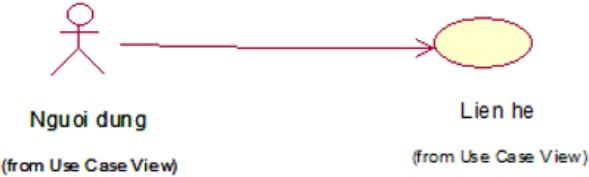 Nguoi dung
Lien he
(from Use Case View)
(from Use Case View)